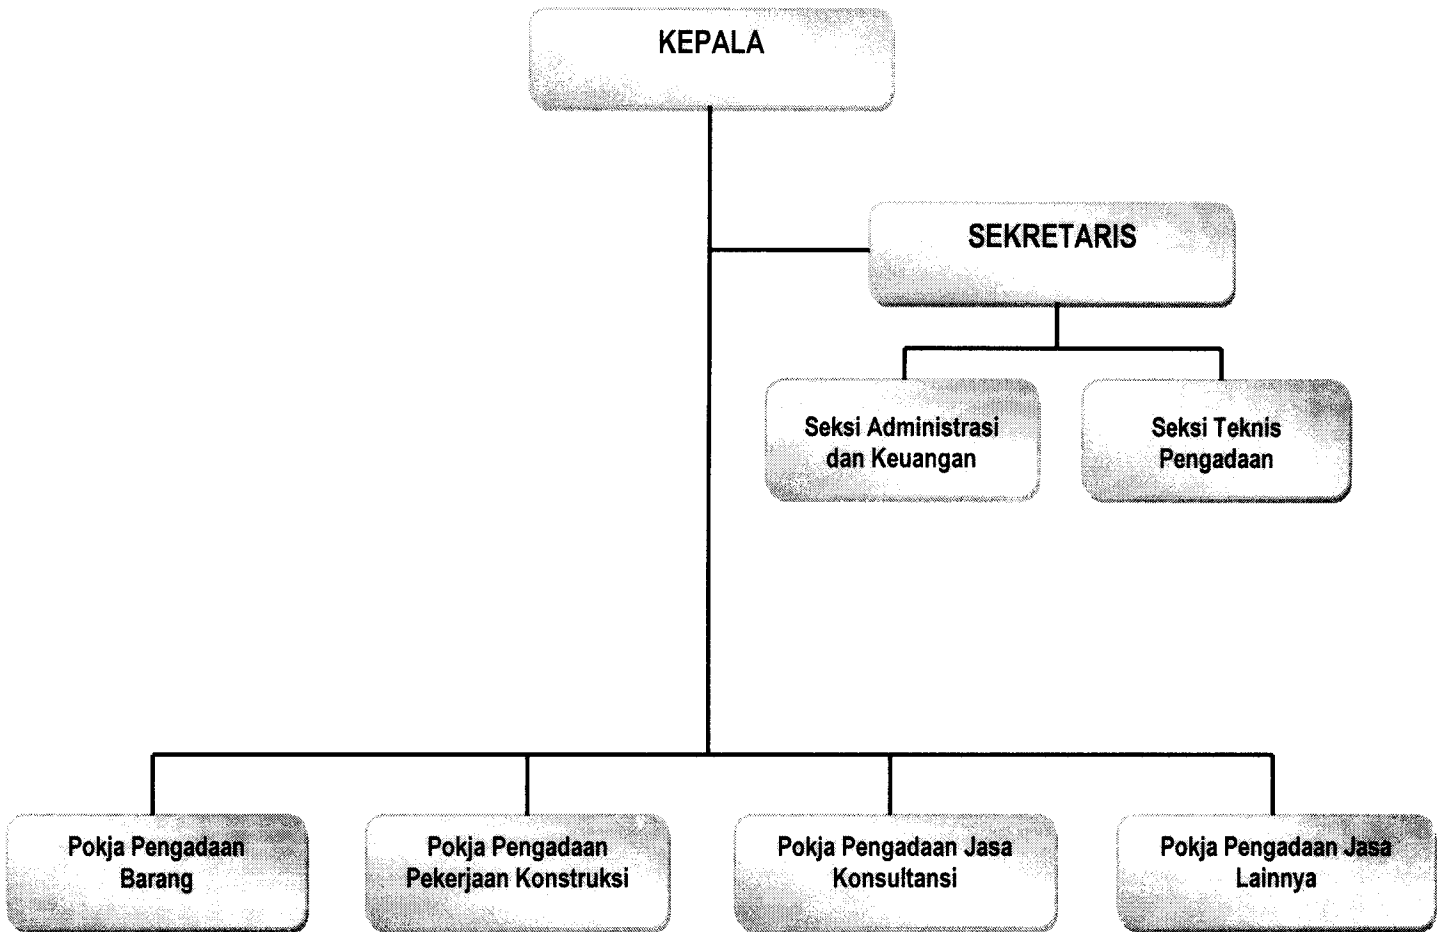 KEPALA
SEKRETARIS
Seksi Administrasi
dan Keuangan
Seksi Teknis
Pengadaan
Pokja Pengadaan
Barang
Pokja Pengadaan
Pekerjaan Konstruksi
Pokja Pengadaan Jasa
Konsultansi
Pokja Pengadaan Jasa
Lainnya